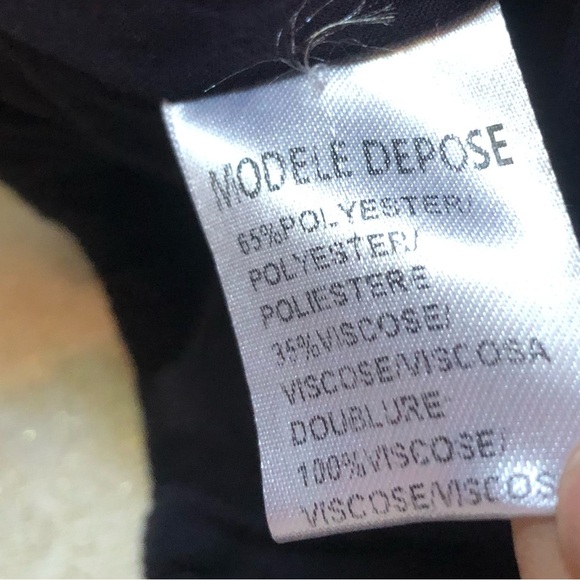 MODELE DEPOSE
65%POLYESTER/
POLYESTER/
POLIESTERE
35%VISCOSE/
VISCOSE/VISCOSA
DOUBLURE
100%VISCOSE/
VISCOSE/VISCOS